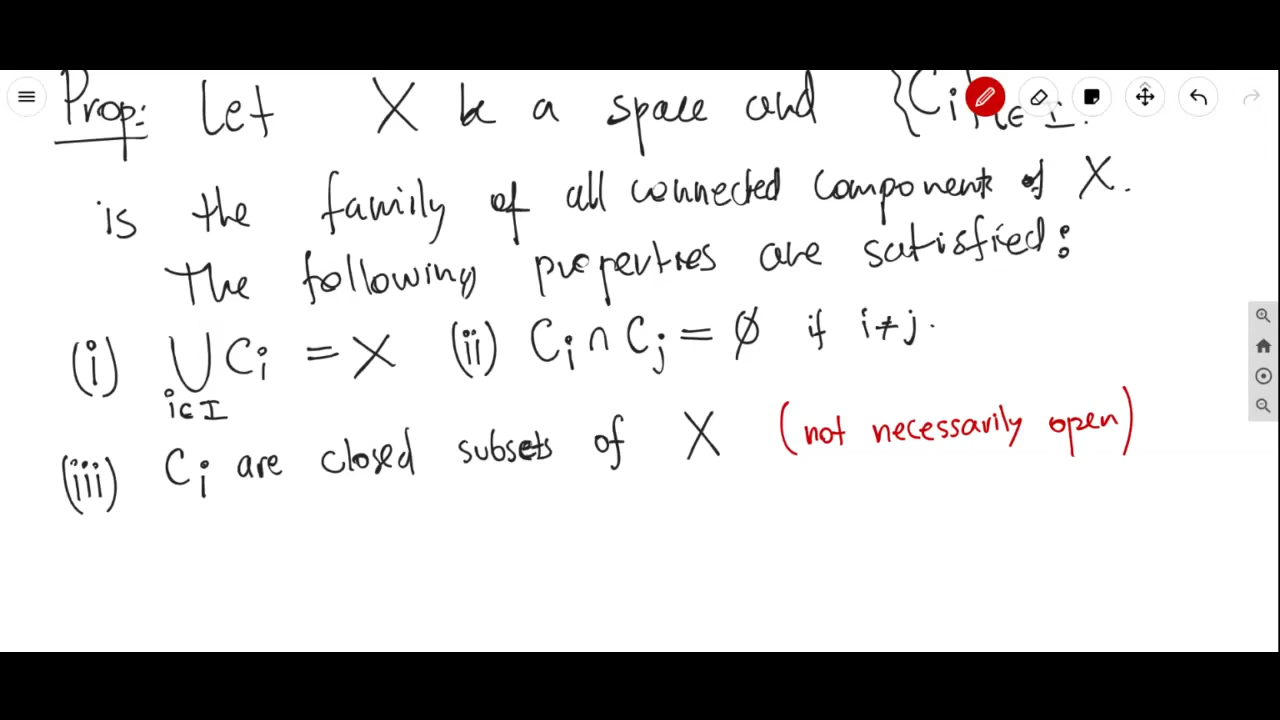 Prop: Let X be a space and {Ci}i∈I.
is the family of all connected component of X.
The following properties are satisfied:
(i) ⋃i∈I Ci = X (ii) Ci ∩ Cj = ∅ if i≠j.
(iii) Ci are closed subsets of X (not necessarily open)